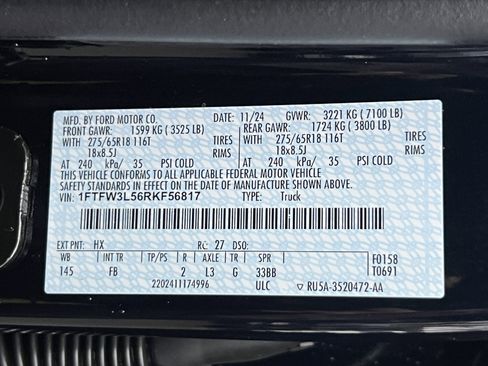 MFD. BY FORD MOTOR CO. 11/24 GVWR: 3221 KG ( 7100 LB)
FRONT GAWR: 1599 KG ( 3525 LB) REAR GAWR: 1724 KG ( 3800 LB)
WITH 275/65R18 116T TIRES WITH 275/65R18 116T TIRES
18x8.5J RIMS 18x8.5J RIMS
AT 240 kPa/ 35 PSI COLD AT 240 kPa/ 35 PSI COLD
THIS VEHICLE CONFORMS TO ALL APPLICABLE FEDERAL MOTOR VEHICLE
SAFETY STANDARDS IN EFFECT ON THE DATE OF MANUFACTURE SHOWN ABOVE.
VEHICLE IDENTIFICATION NO:
1FTFW3L56RKF56817 TYPE: Truck
EXT PNT: HX RC: 27 DSO:
WB INT TR TP/PS R AXLE TR SPR F0158
145 FB 2 L3 G 33BB T0691
2202411174996 ULC ▽ RU5A-3520472-AA